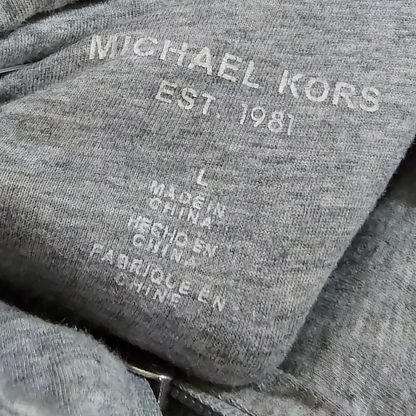 MICHAEL KORS
EST. 1981
L
MADE IN
CHINA
HECHO EN
CHINA
FABRIQUE EN
CHINE